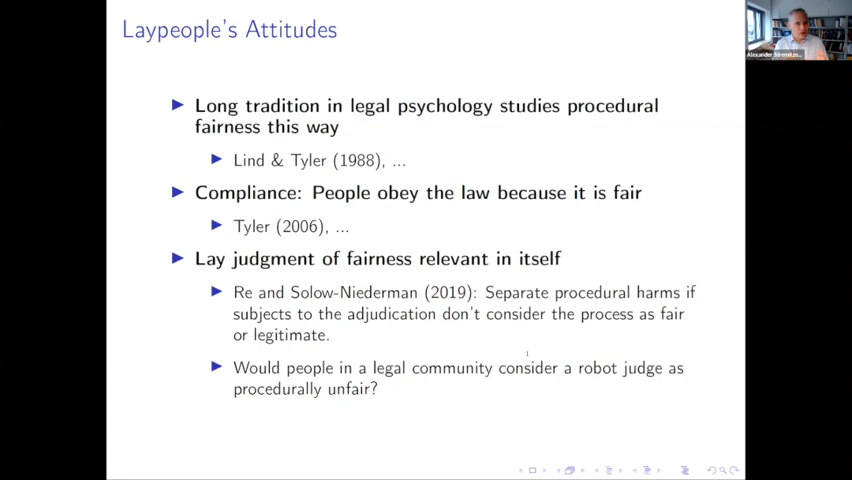 Laypeople's Attitudes
Alexander Stremitze...
Long tradition in legal psychology studies procedural
fairness this way
Lind & Tyler (1988), ...
Compliance: People obey the law because it is fair
Tyler (2006), ...
Lay judgment of fairness relevant in itself
Re and Solow-Niederman (2019): Separate procedural harms if
subjects to the adjudication don't consider the process as fair
or legitimate.
Would people in a legal community consider a robot judge as
procedurally unfair?